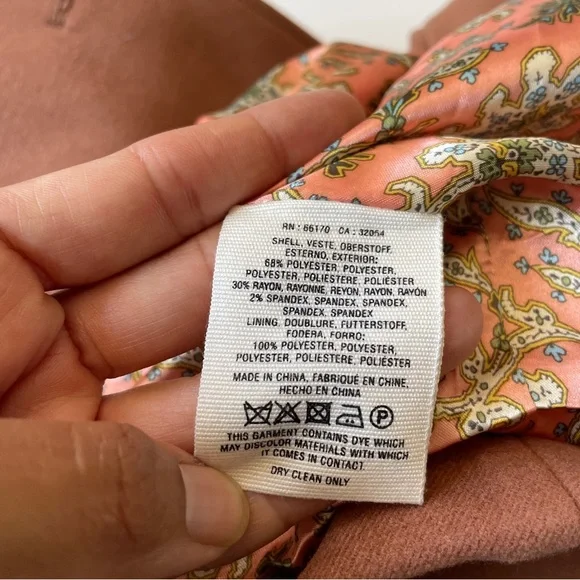 RN : 66170 CA : 32054
SHELL, VESTE, OBERSTOFF,
ESTERNO, EXTERIOR:
68% POLYESTER, POLYESTER,
POLYESTER, POLIESTERE, POLIÉSTER
30% RAYON, RAYONNE, REYON, RAYON, RAYÓN
2% SPANDEX, SPANDEX, SPANDEX,
SPANDEX, SPANDEX
LINING, DOUBLURE, FUTTERSTOFF,
FODERA, FORRO:
100% POLYESTER, POLYESTER,
POLYESTER, POLIESTERE, POLIÉSTER
MADE IN CHINA, FABRIQUÉ EN CHINE,
HECHO EN CHINA
P
THIS GARMENT CONTAINS DYE WHICH
MAY DISCOLOR MATERIALS WITH WHICH
IT COMES IN CONTACT.
DRY CLEAN ONLY